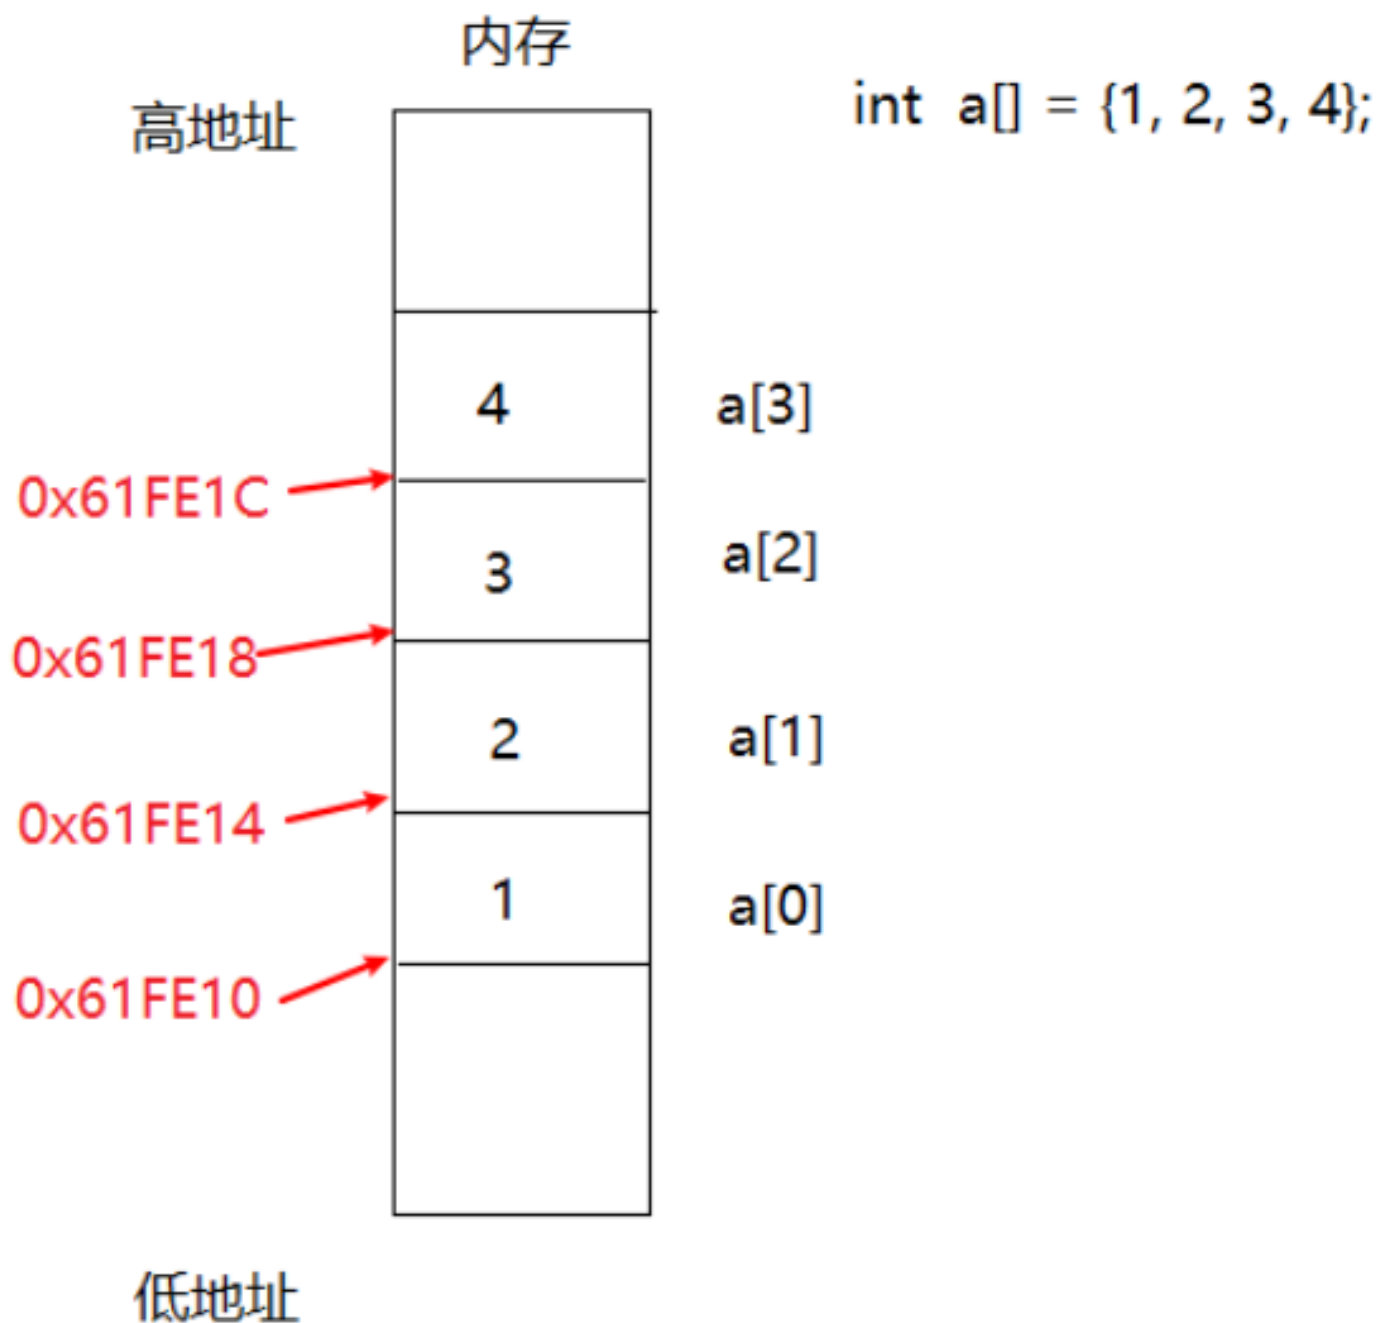 内存
高地址
int a[] = {1, 2, 3, 4};
4 a[3]
0x61FE1C
3 a[2]
0x61FE18
2 a[1]
0x61FE14
1 a[0]
0x61FE10
低地址